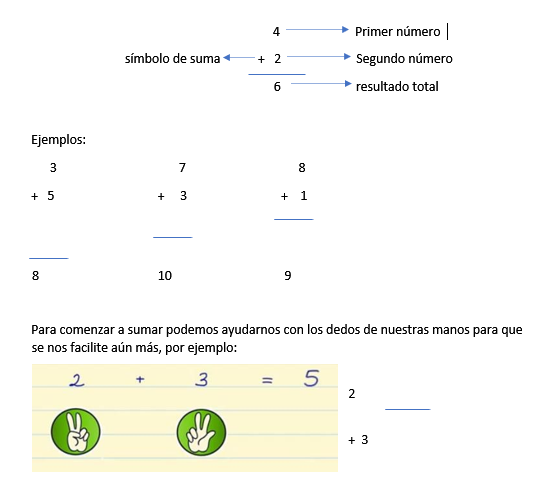 4 Primer número
símbolo de suma + 2 Segundo número
6 resultado total
Ejemplos:
3 7 8
+ 5 + 3 + 1
8 10 9
Para comenzar a sumar podemos ayudarnos con los dedos de nuestras manos para que
se nos facilite aún más, por ejemplo:
2 + 3 = 5
2
+ 3